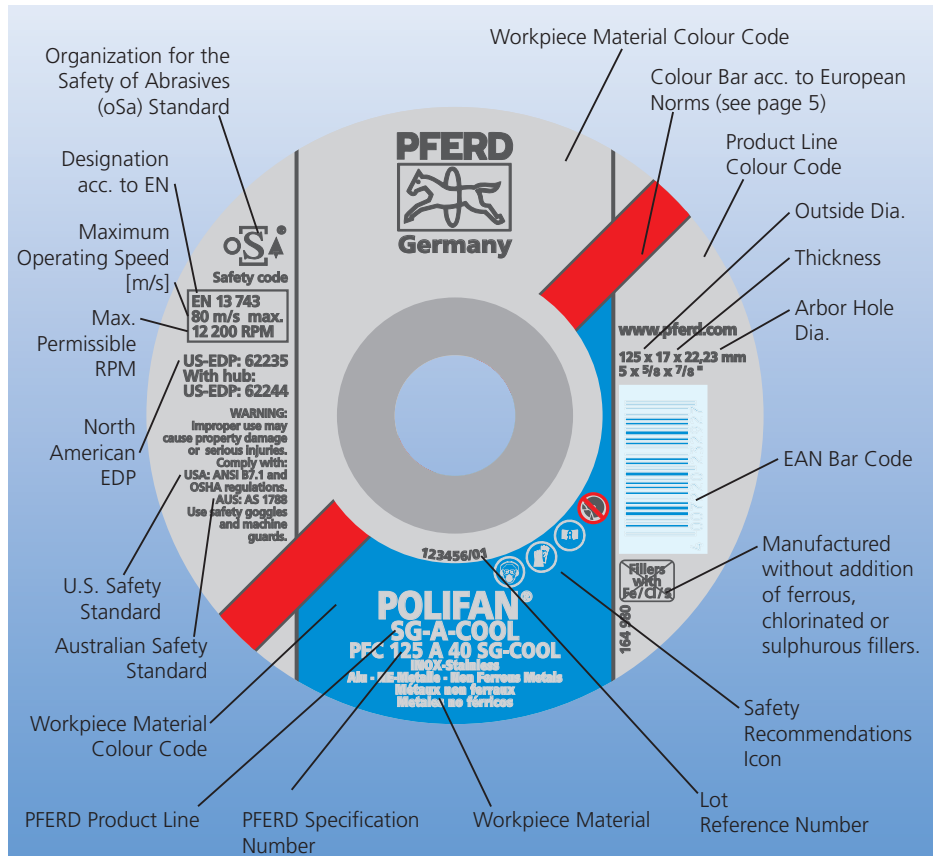 Workpiece Material Colour Code
Organization for the
Safety of Abrasives
(oSa) Standard
Colour Bar acc. to European
Norms (see page 5)
Designation
acc. to EN
Product Line
Colour Code
Maximum
Operating Speed
[m/s]
Outside Dia.
Thickness
Max.
Permissible
RPM
Arbor Hole
Dia.
North
American
EDP
EAN Bar Code
U.S. Safety
Standard
Manufactured
without addition
of ferrous,
chlorinated or
sulphurous fillers.
Australian Safety
Standard
Workpiece Material
Colour Code
Safety
Recommendations
Icon
PFERD Product Line
PFERD Specification
Number
Workpiece Material
Lot
Reference Number
PFERD
Germany
oSa
Safety code
EN 13 743
80 m/s max.
12 200 RPM
US-EDP: 62235
With hub:
US-EDP: 62244
WARNING:
Improper use may
cause property damage
or serious injuries.
Comply with:
USA: ANSI B7.1 and
OSHA regulations.
AUS: AS 1788
Use safety goggles
and machine
guards.
www.pferd.com
125 x 17 x 22,23 mm
5 x 5/8 x 7/8 "
Fillers
with
Fe/Cl/S
164 980
123456/01
POLIFAN®
SG-A-COOL
PFC 125 A 40 SG-COOL
INOX-Stainless
Alu - NE-Metalle - Non Ferrous Metals
Métaux non ferraux
Metales no férricos